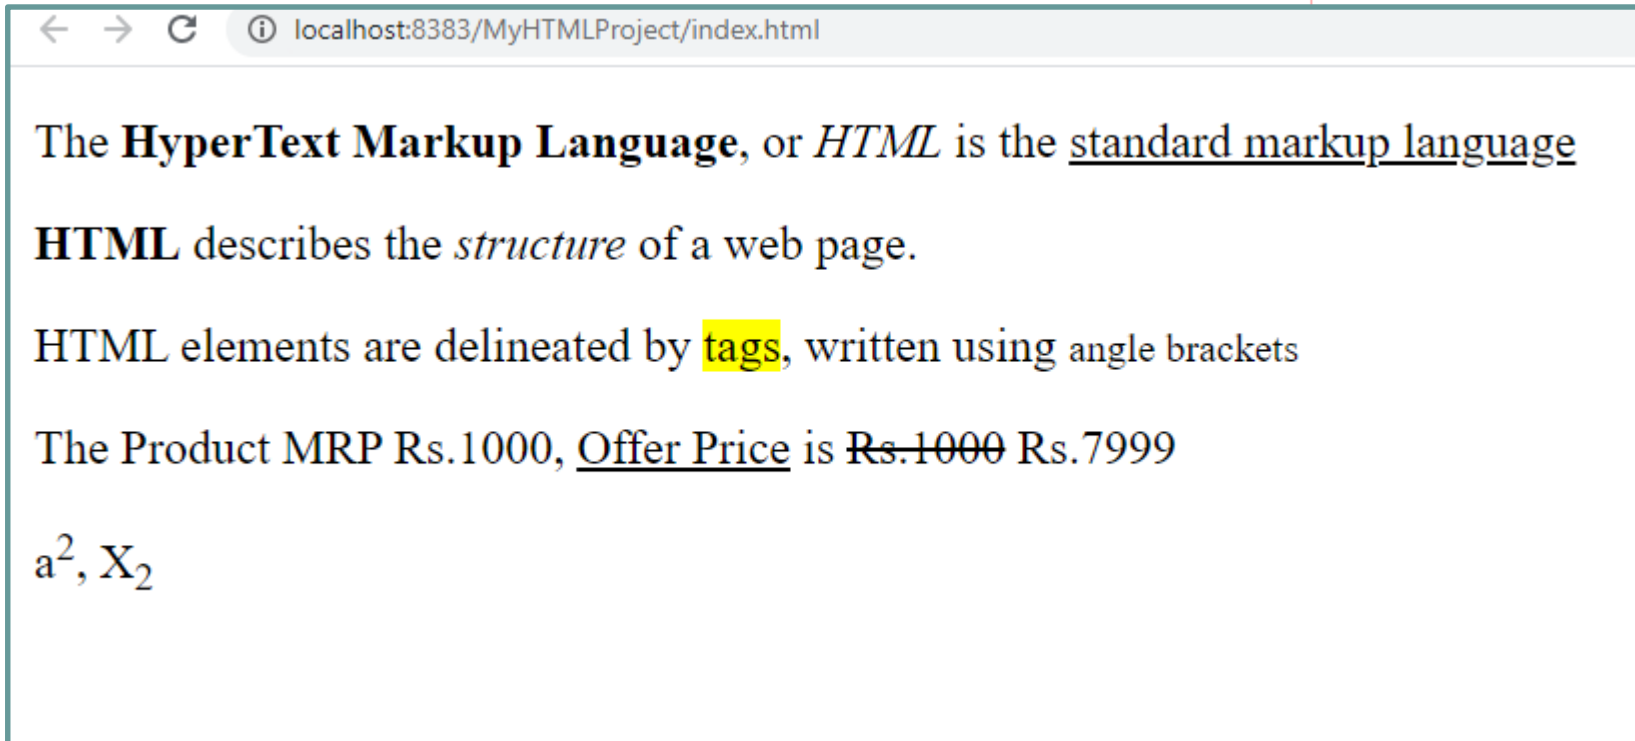 localhost:8383/MyHTMLProject/index.html
The HyperText Markup Language, or HTML is the standard markup language
HTML describes the structure of a web page.
HTML elements are delineated by tags, written using angle brackets
The Product MRP Rs.1000, Offer Price is Rs.1000 Rs.7999
a², X₂